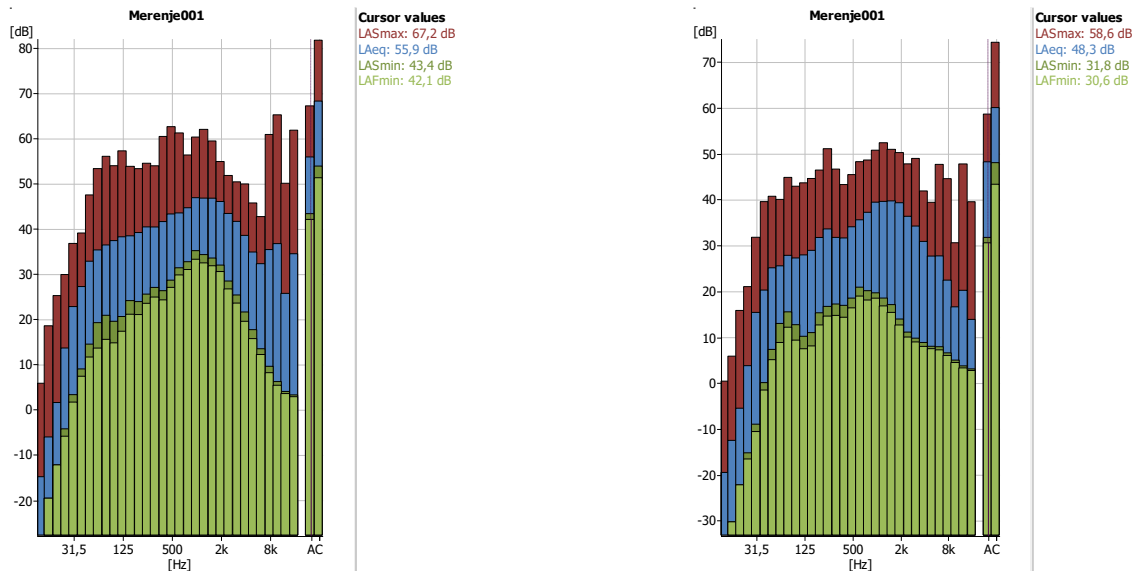 Merenje001
[dB]
80
70
60
50
40
30
20
10
0
-10
-20
31,5 125 500 2k 8k AC
[Hz]
Cursor values
LASmax: 67,2 dB
LAeq: 55,9 dB
LASmin: 43,4 dB
LAFmin: 42,1 dB
Merenje001
[dB]
70
60
50
40
30
20
10
0
-10
-20
-30
31,5 125 500 2k 8k AC
[Hz]
Cursor values
LASmax: 58,6 dB
LAeq: 48,3 dB
LASmin: 31,8 dB
LAFmin: 30,6 dB